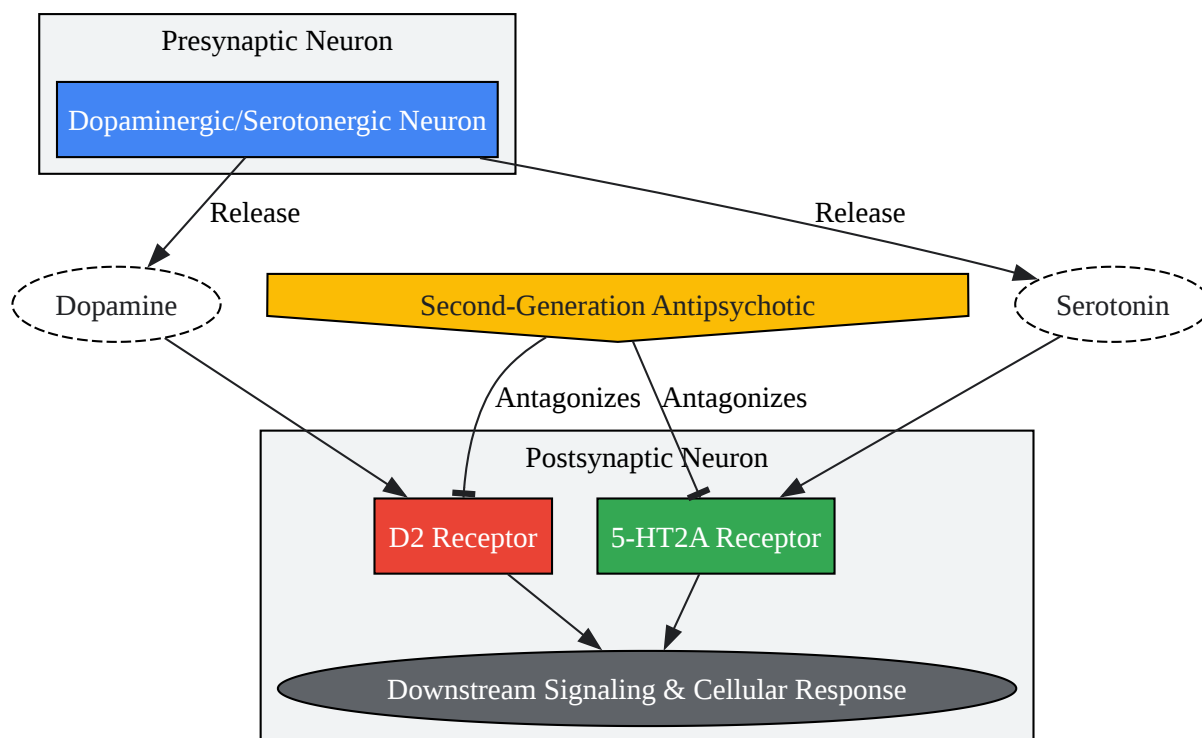 Presynaptic Neuron
Dopaminergic/Serotonergic Neuron
Release
Release
Dopamine
Second-Generation Antipsychotic
Serotonin
Antagonizes
Antagonizes
Postsynaptic Neuron
D2 Receptor
5-HT2A Receptor
Downstream Signaling & Cellular Response